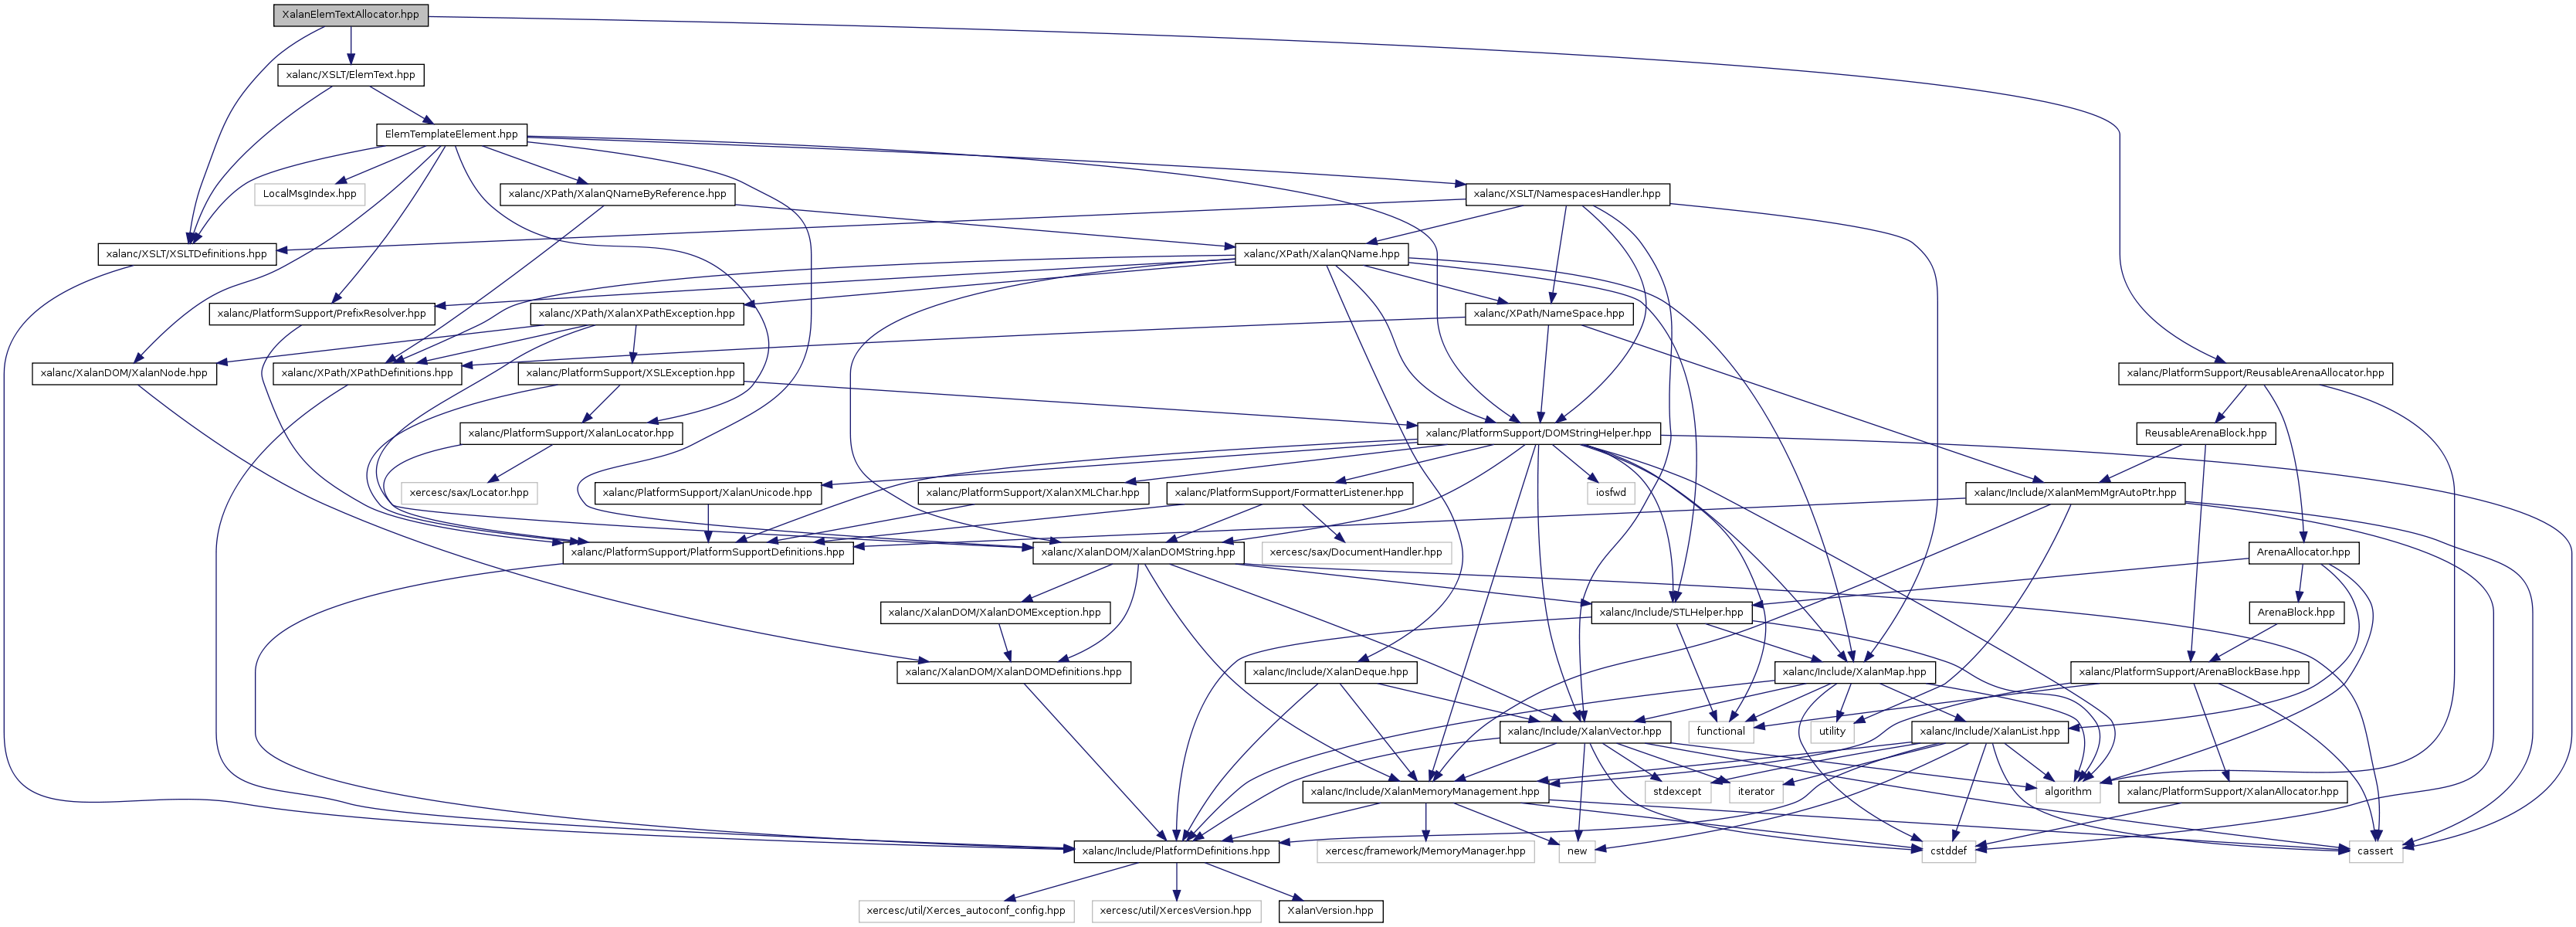 XalanElemTextAllocator.hpp
xalanc/XSLT/ElemText.hpp
ElemTemplateElement.hpp
LocalMsgIndex.hpp
xalanc/XPath/XalanQNameByReference.hpp
xalanc/XSLT/NamespacesHandler.hpp
xalanc/XSLT/XSLTDefinitions.hpp
xalanc/XPath/XalanQName.hpp
xalanc/PlatformSupport/PrefixResolver.hpp
xalanc/XPath/XalanXPathException.hpp
xalanc/XPath/NameSpace.hpp
xalanc/XalanDOM/XalanNode.hpp
xalanc/XPath/XPathDefinitions.hpp
xalanc/PlatformSupport/XSLException.hpp
xalanc/PlatformSupport/ReusableArenaAllocator.hpp
xalanc/PlatformSupport/XalanLocator.hpp
xalanc/PlatformSupport/DOMStringHelper.hpp
ReusableArenaBlock.hpp
xercesc/sax/Locator.hpp
xalanc/PlatformSupport/XalanUnicode.hpp
xalanc/PlatformSupport/XalanXMLChar.hpp
xalanc/PlatformSupport/FormatterListener.hpp
iosfwd
xalanc/Include/XalanMemMgrAutoPtr.hpp
xalanc/PlatformSupport/PlatformSupportDefinitions.hpp
xalanc/XalanDOM/XalanDOMString.hpp
xercesc/sax/DocumentHandler.hpp
ArenaAllocator.hpp
xalanc/XalanDOM/XalanDOMException.hpp
xalanc/Include/STLHelper.hpp
ArenaBlock.hpp
xalanc/XalanDOM/XalanDOMDefinitions.hpp
xalanc/Include/XalanDeque.hpp
xalanc/Include/XalanMap.hpp
xalanc/PlatformSupport/ArenaBlockBase.hpp
xalanc/Include/XalanVector.hpp
functional
utility
xalanc/Include/XalanList.hpp
xalanc/Include/XalanMemoryManagement.hpp
stdexcept
iterator
algorithm
xalanc/PlatformSupport/XalanAllocator.hpp
xalanc/Include/PlatformDefinitions.hpp
xercesc/framework/MemoryManager.hpp
new
cstddef
cassert
xercesc/util/Xerces_autoconf_config.hpp
xercesc/util/XercesVersion.hpp
XalanVersion.hpp